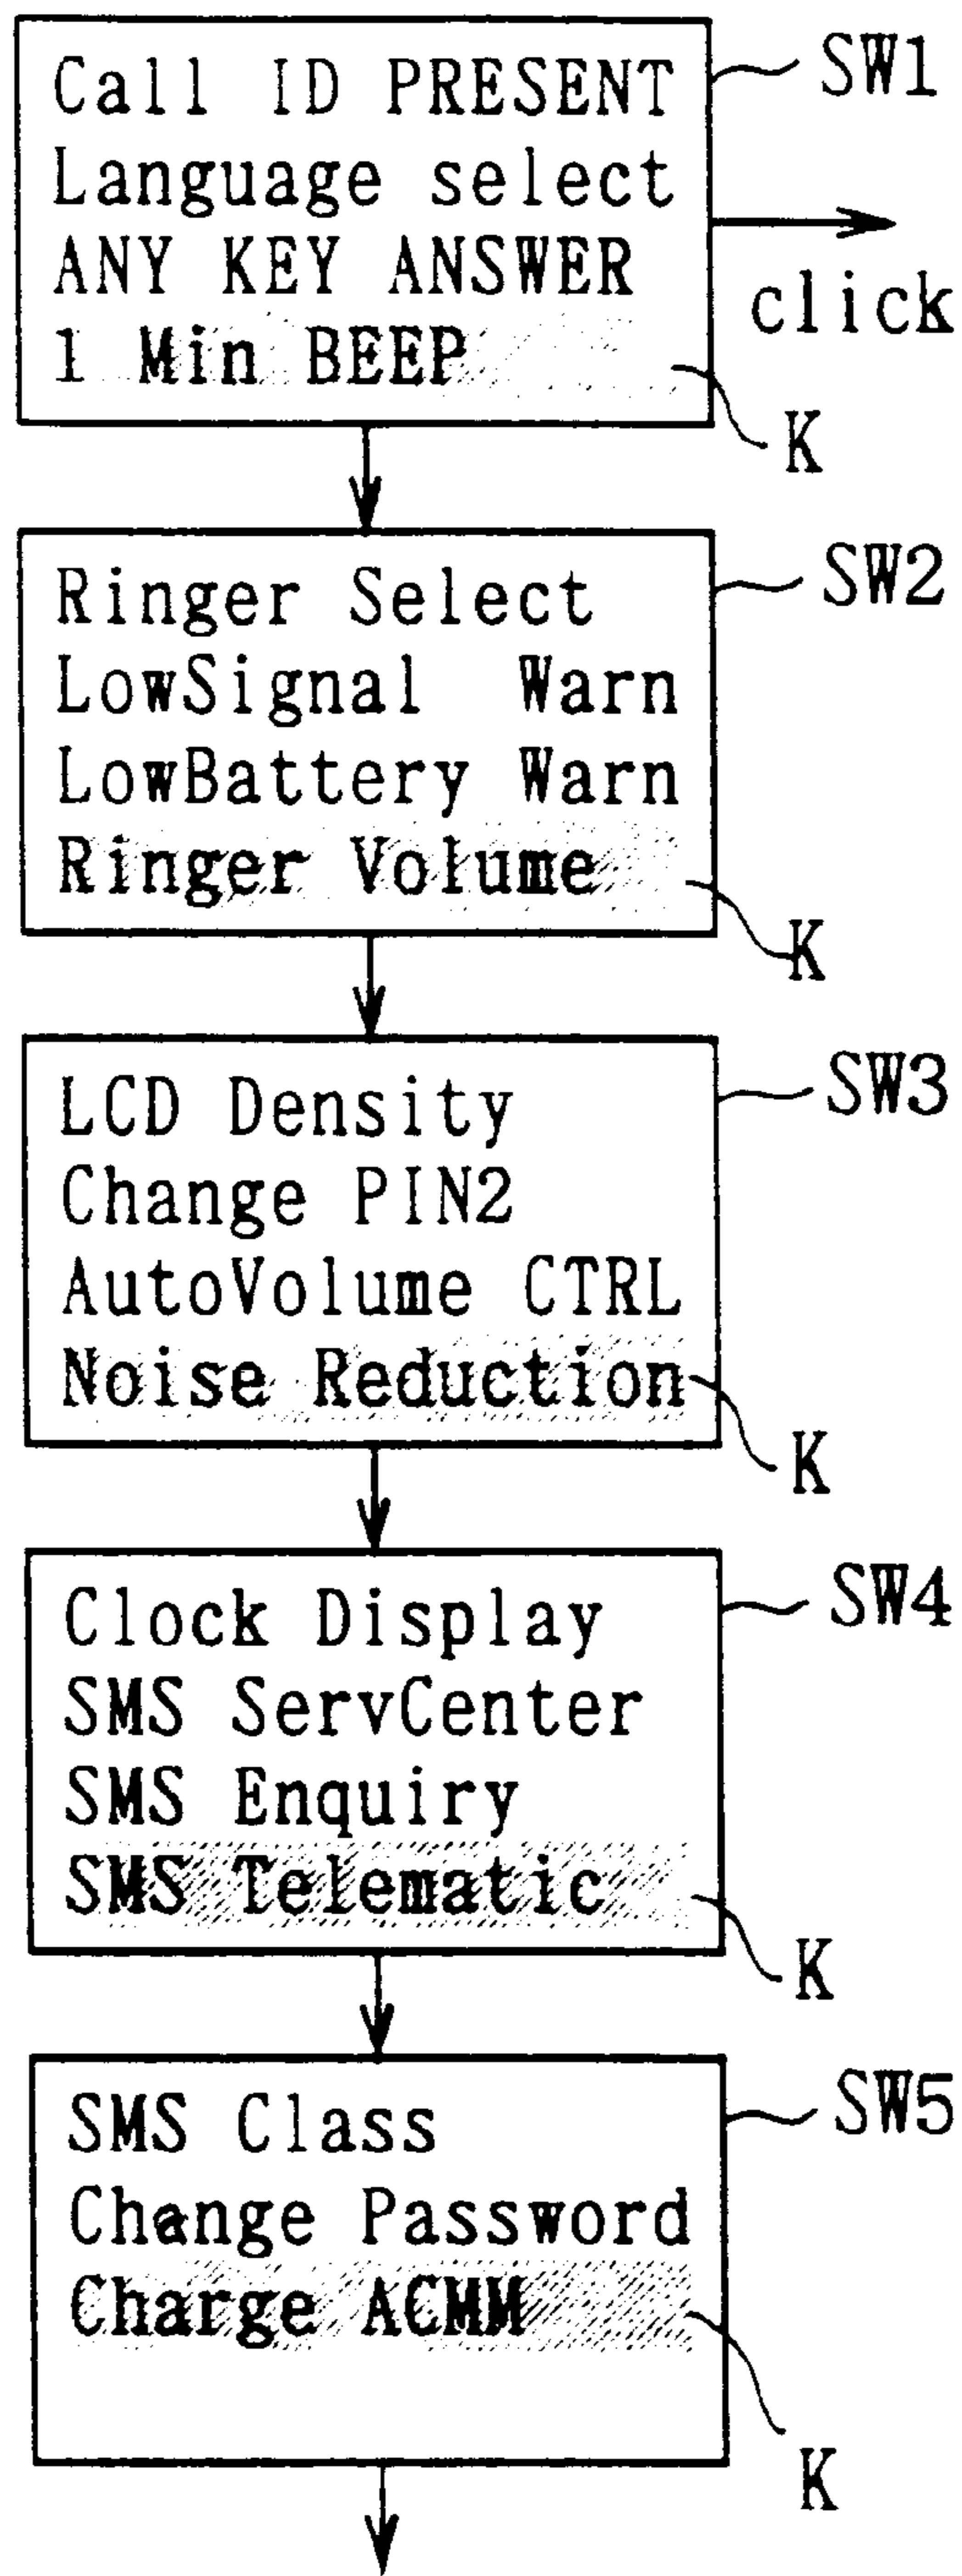 Call ID PRESENT
SW1
Language select
ANY KEY ANSWER
click
1 Min BEEP
K
Ringer Select
SW2
LowSignal Warn
LowBattery Warn
Ringer Volume
K
LCD Density
SW3
Change PIN2
AutoVolume CTRL
Noise Reduction
K
Clock Display
SW4
SMS ServCenter
SMS Enquiry
SMS Telematic
K
SMS Class
SW5
Change Password
Charge ACMM
K